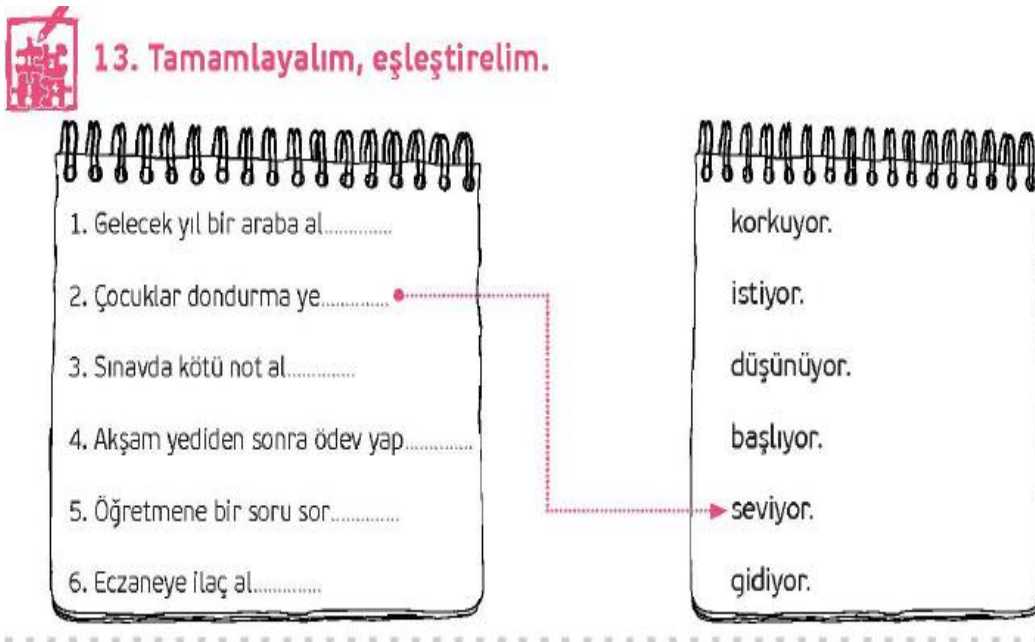 13. Tamamlayalım, eşleştirelim.
1. Gelecek yıl bir araba al..............
2. Çocuklar dondurma ye..............
3. Sınavda kötü not al..............
4. Akşam yediden sonra ödev yap..............
5. Öğretmene bir soru sor..............
6. Eczaneye ilaç al..............
korkuyor.
istiyor.
düşünüyor.
başlıyor.
seviyor.
gidiyor.